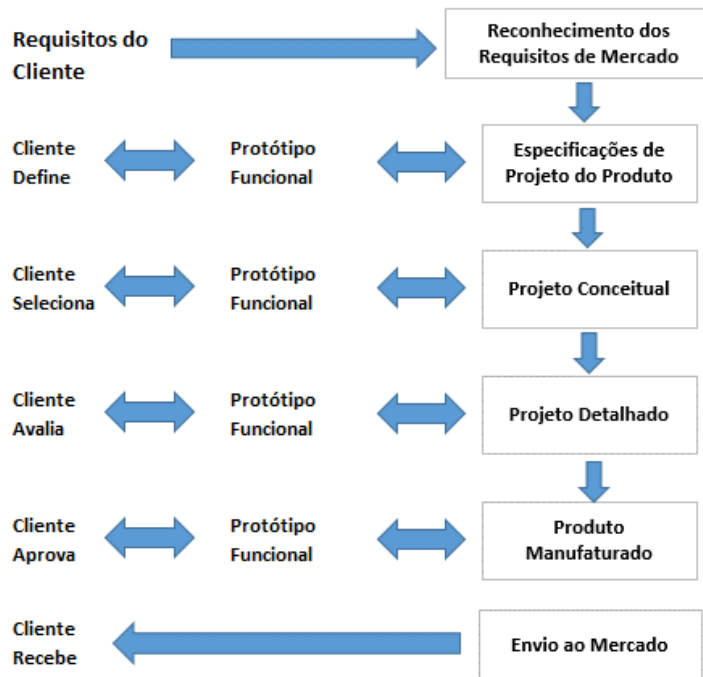 Requisitos do
Cliente
Reconhecimento dos
Requisitos de Mercado
Cliente
Define
Protótipo
Funcional
Especificações de
Projeto do Produto
Cliente
Seleciona
Protótipo
Funcional
Projeto Conceitual
Cliente
Avalia
Protótipo
Funcional
Projeto Detalhado
Cliente
Aprova
Protótipo
Funcional
Produto
Manufaturado
Cliente
Recebe
Envio ao Mercado